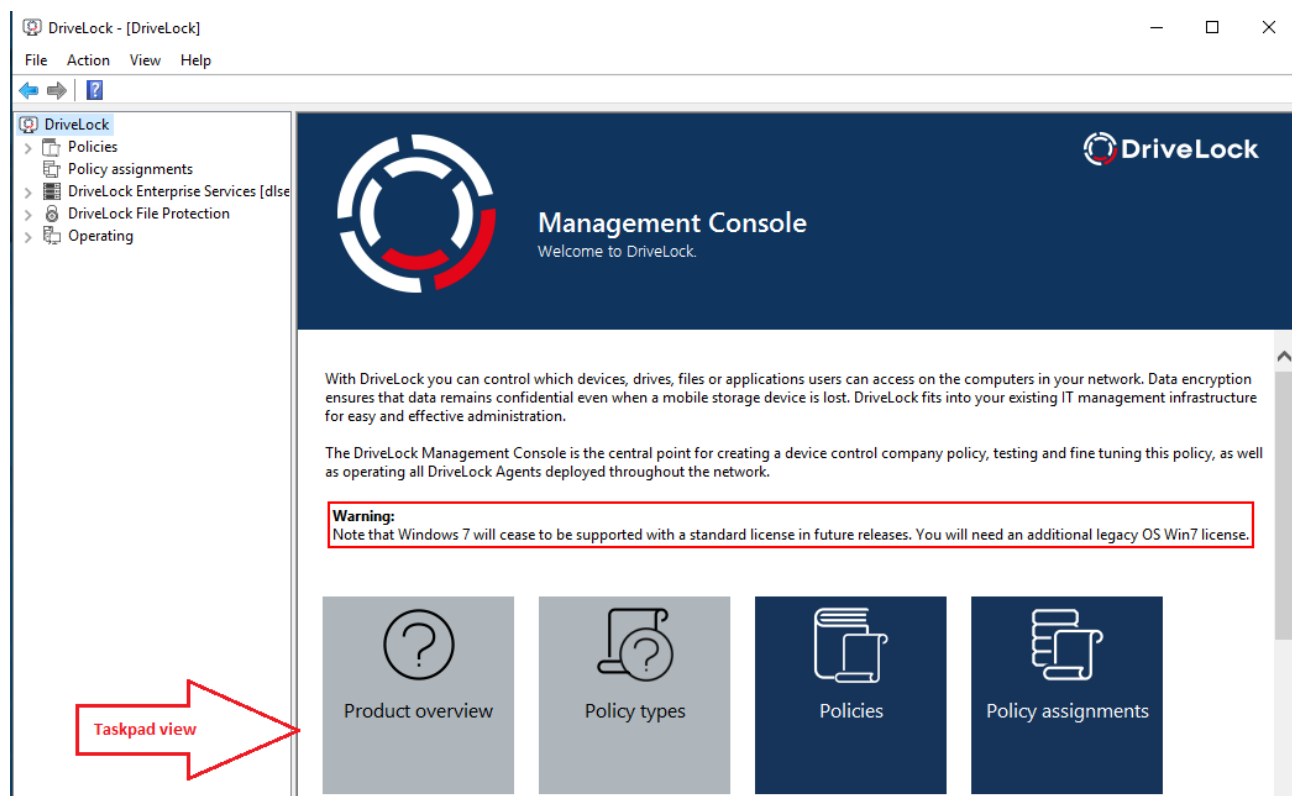 DriveLock - [DriveLock]
File Action View Help
DriveLock
Policies
Policy assignments
DriveLock Enterprise Services [dlse
DriveLock File Protection
Operating
DriveLock
Management Console
Welcome to DriveLock.
With DriveLock you can control which devices, drives, files or applications users can access on the computers in your network. Data encryption
ensures that data remains confidential even when a mobile storage device is lost. DriveLock fits into your existing IT management infrastructure
for easy and effective administration.
The DriveLock Management Console is the central point for creating a device control company policy, testing and fine tuning this policy, as well
as operating all DriveLock Agents deployed throughout the network.
Warning:
Note that Windows 7 will cease to be supported with a standard license in future releases. You will need an additional legacy OS Win7 license.
Product overview
Policy types
Policies
Policy assignments
Taskpad view